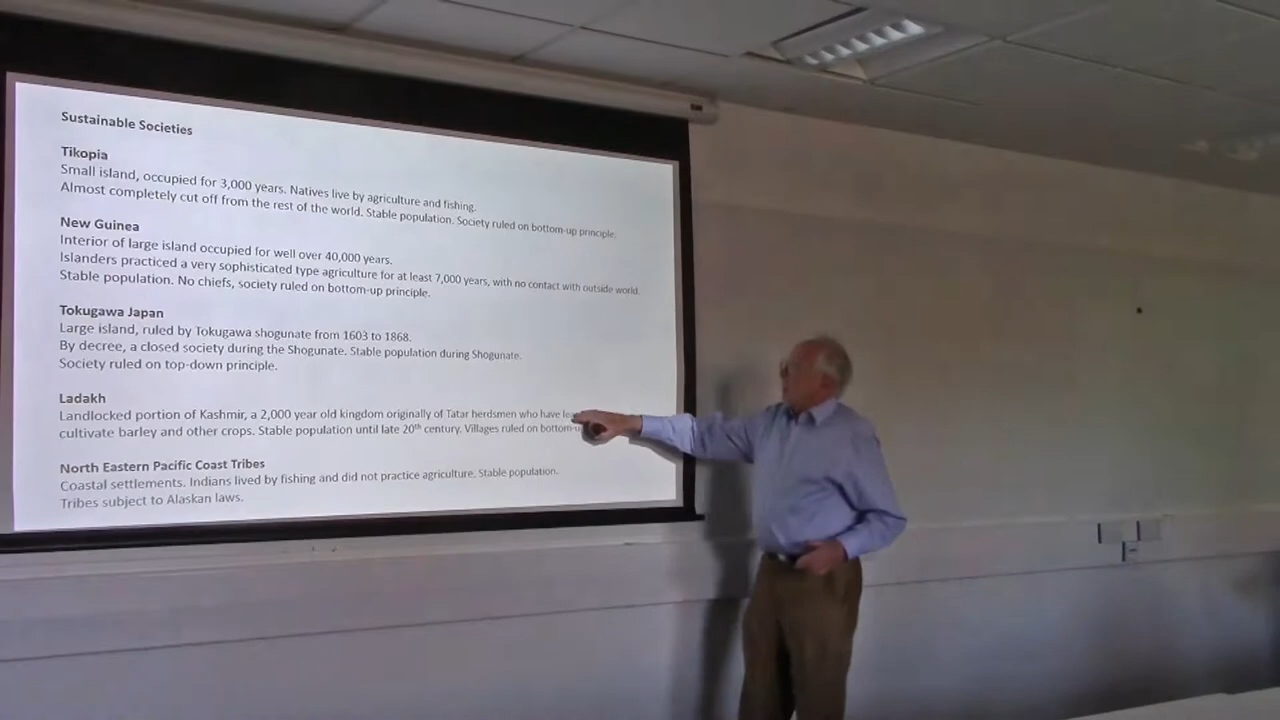 Sustainable Societies
Tikopia
Small island, occupied for 3,000 years. Natives live by agriculture and fishing.
Almost completely cut off from the rest of the world. Stable population. Society ruled on bottom-up principle.
New Guinea
Interior of large island occupied for well over 40,000 years.
Islanders practiced a very sophisticated type agriculture for at least 7,000 years, with no contact with outside world.
Stable population. No chiefs, society ruled on bottom-up principle.
Tokugawa Japan
Large island, ruled by Tokugawa shogunate from 1603 to 1868.
By decree, a closed society during the Shogunate. Stable population during Shogunate.
Society ruled on top-down principle.
Ladakh
Landlocked portion of Kashmir, a 2,000 year old kingdom originally of Tatar herdsmen who have
cultivate barley and other crops. Stable population until late 20th century. Villages ruled on
North Eastern Pacific Coast Tribes
Coastal settlements. Indians lived by fishing and did not practice agriculture. Stable population.
Tribes subject to Alaskan laws.